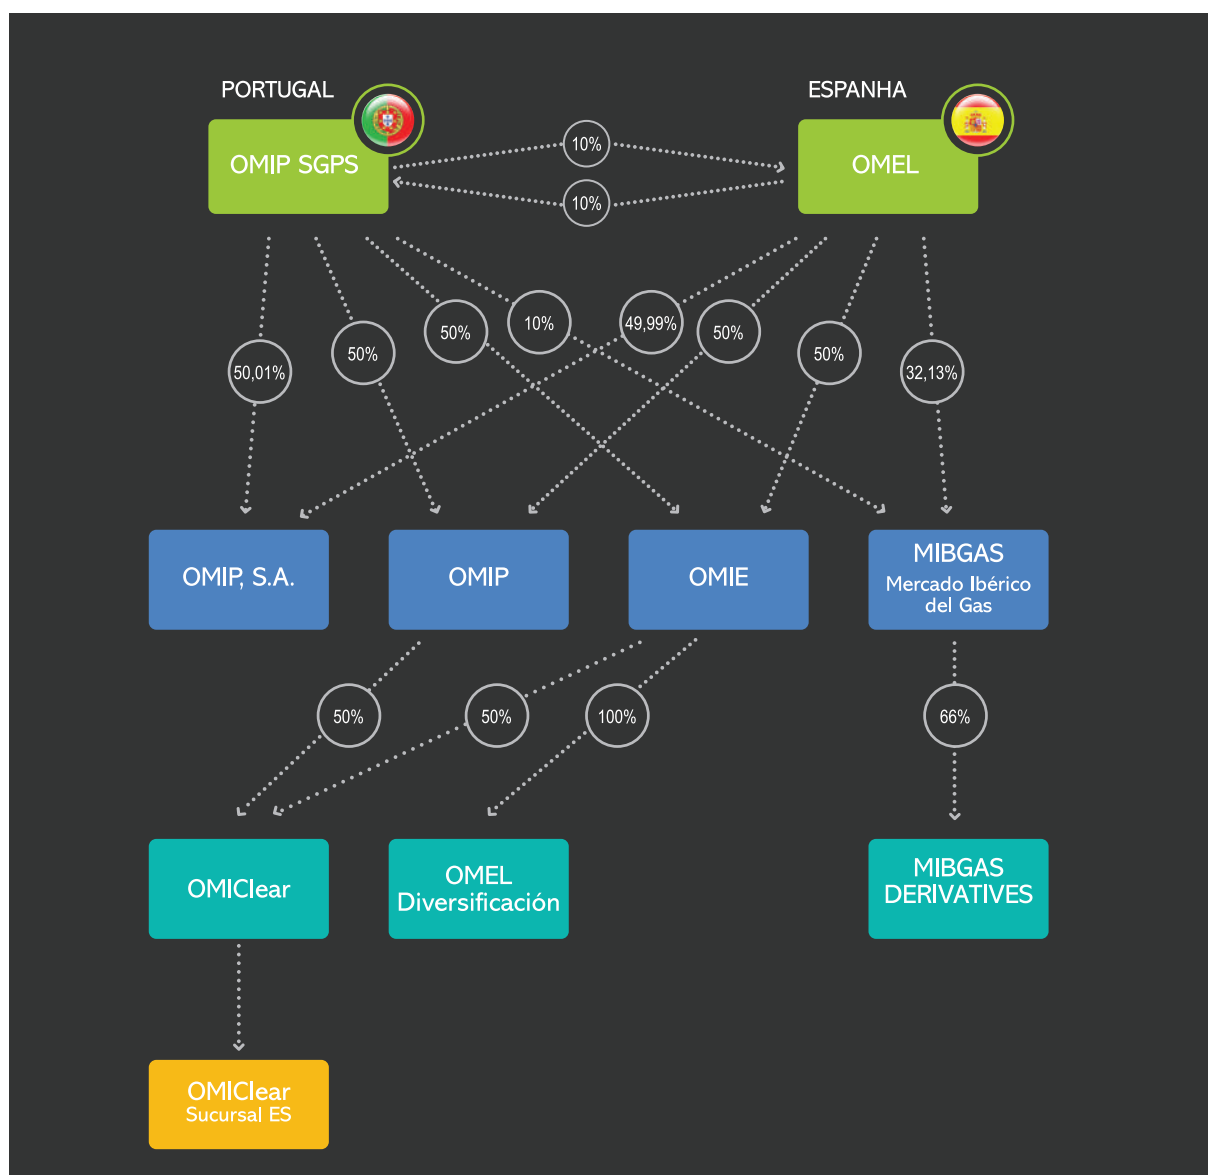 PORTUGAL
ESPANHA
OMIP SGPS
10%
OMEL
10%
50,01%
50%
50%
10%
49,99%
50%
50%
32,13%
OMIP, S.A.
OMIP
OMIE
MIBGAS
Mercado Ibérico
del Gas
50%
50%
100%
66%
OMIClear
OMEL
Diversificación
MIBGAS
DERIVATIVES
OMIClear
Sucursal ES